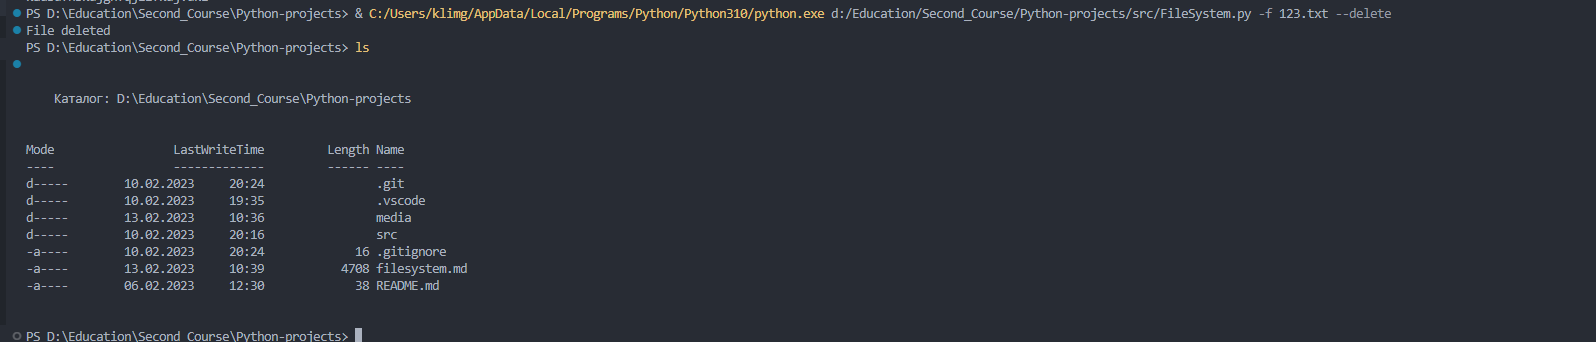 PS D:\Education\Second_Course\Python-projects> & C:/Users/klimg/AppData/Local/Programs/Python/Python310/python.exe d:/Education/Second_Course/Python-projects/src/FileSystem.py -f 123.txt --delete
File deleted
PS D:\Education\Second_Course\Python-projects> ls
Каталог: D:\Education\Second_Course\Python-projects
Mode LastWriteTime Length Name
---- ------------- ------ ----
d----- 10.02.2023 20:24 .git
d----- 10.02.2023 19:35 .vscode
d----- 13.02.2023 10:36 media
d----- 10.02.2023 20:16 src
-a---- 10.02.2023 20:24 16 .gitignore
-a---- 13.02.2023 10:39 4708 filesystem.md
-a---- 06.02.2023 12:30 38 README.md
PS D:\Education\Second_Course\Python-projects>